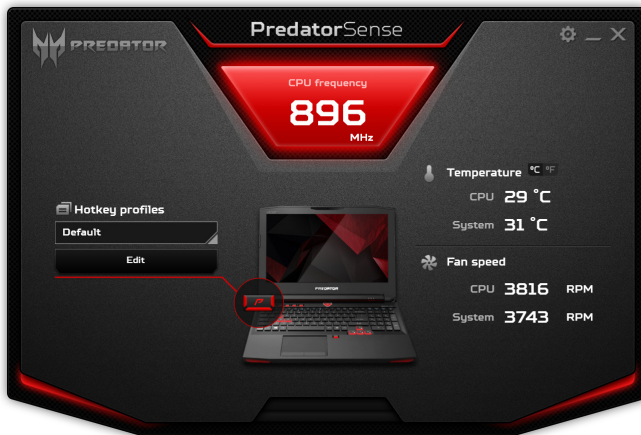 PredatorSense
PREDATOR
CPU frequency
896
MHz
Temperature °C °F
CPU 29 °C
System 31 °C
Hotkey profiles
Default
Edit
Fan speed
CPU 3816 RPM
System 3743 RPM
PREDATOR